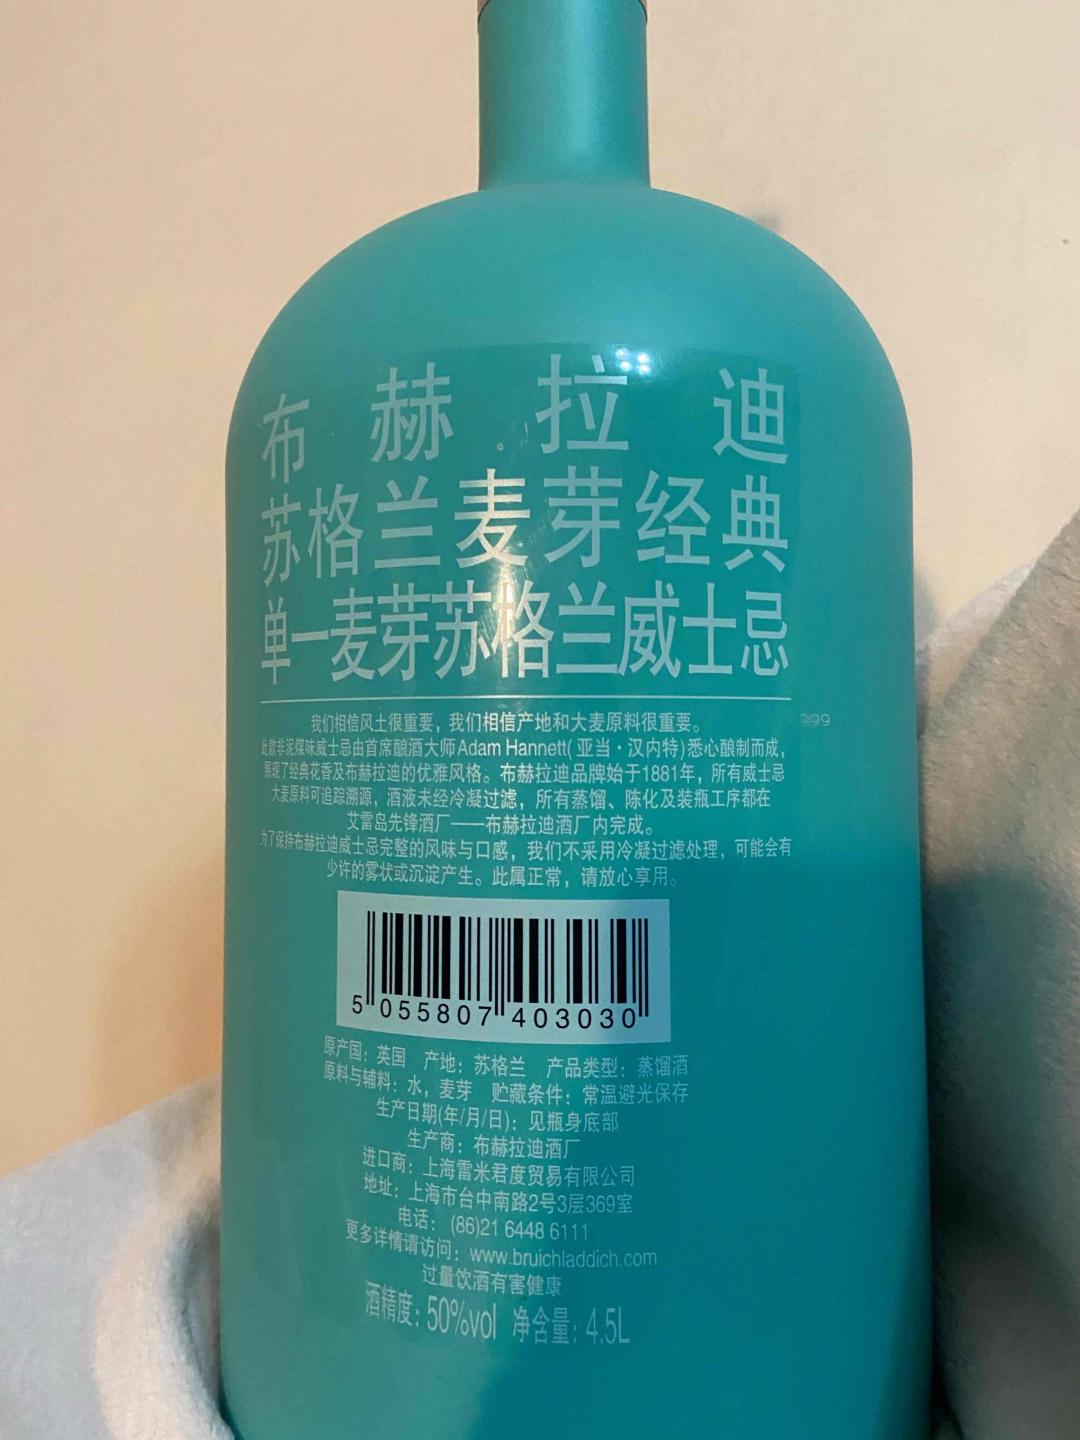 布赫拉迪
苏格兰麦芽经典
单一麦芽苏格兰威士忌
我们相信风土很重要，我们相信产地和大麦原料很重要。
999
此款非泥煤味威士忌由首席酿酒大师Adam Hannett(亚当·汉内特)悉心酿制而成，
展现了经典花香及布赫拉迪的优雅风格。布赫拉迪品牌始于1881年，所有威士忌
大麦原料可追踪溯源，酒液未经冷凝过滤，所有蒸馏、陈化及装瓶工序都在
艾雷岛先锋酒厂——布赫拉迪酒厂内完成。
为了保持布赫拉迪威士忌完整的风味与口感，我们不采用冷凝过滤处理，可能会有
少许的雾状或沉淀产生。此属正常，请放心享用。
5 055807 403030
原产国：英国 产地：苏格兰 产品类型：蒸馏酒
原料与辅料：水，麦芽 贮藏条件：常温避光保存
生产日期(年/月/日)：见瓶身底部
生产商：布赫拉迪酒厂
进口商：上海雷米君度贸易有限公司
地址：上海市台中南路2号3层369室
电话：(86)21 6448 6111
更多详情请访问：www.bruichladdich.com
过量饮酒有害健康
酒精度：50%vol 净含量：4.5L